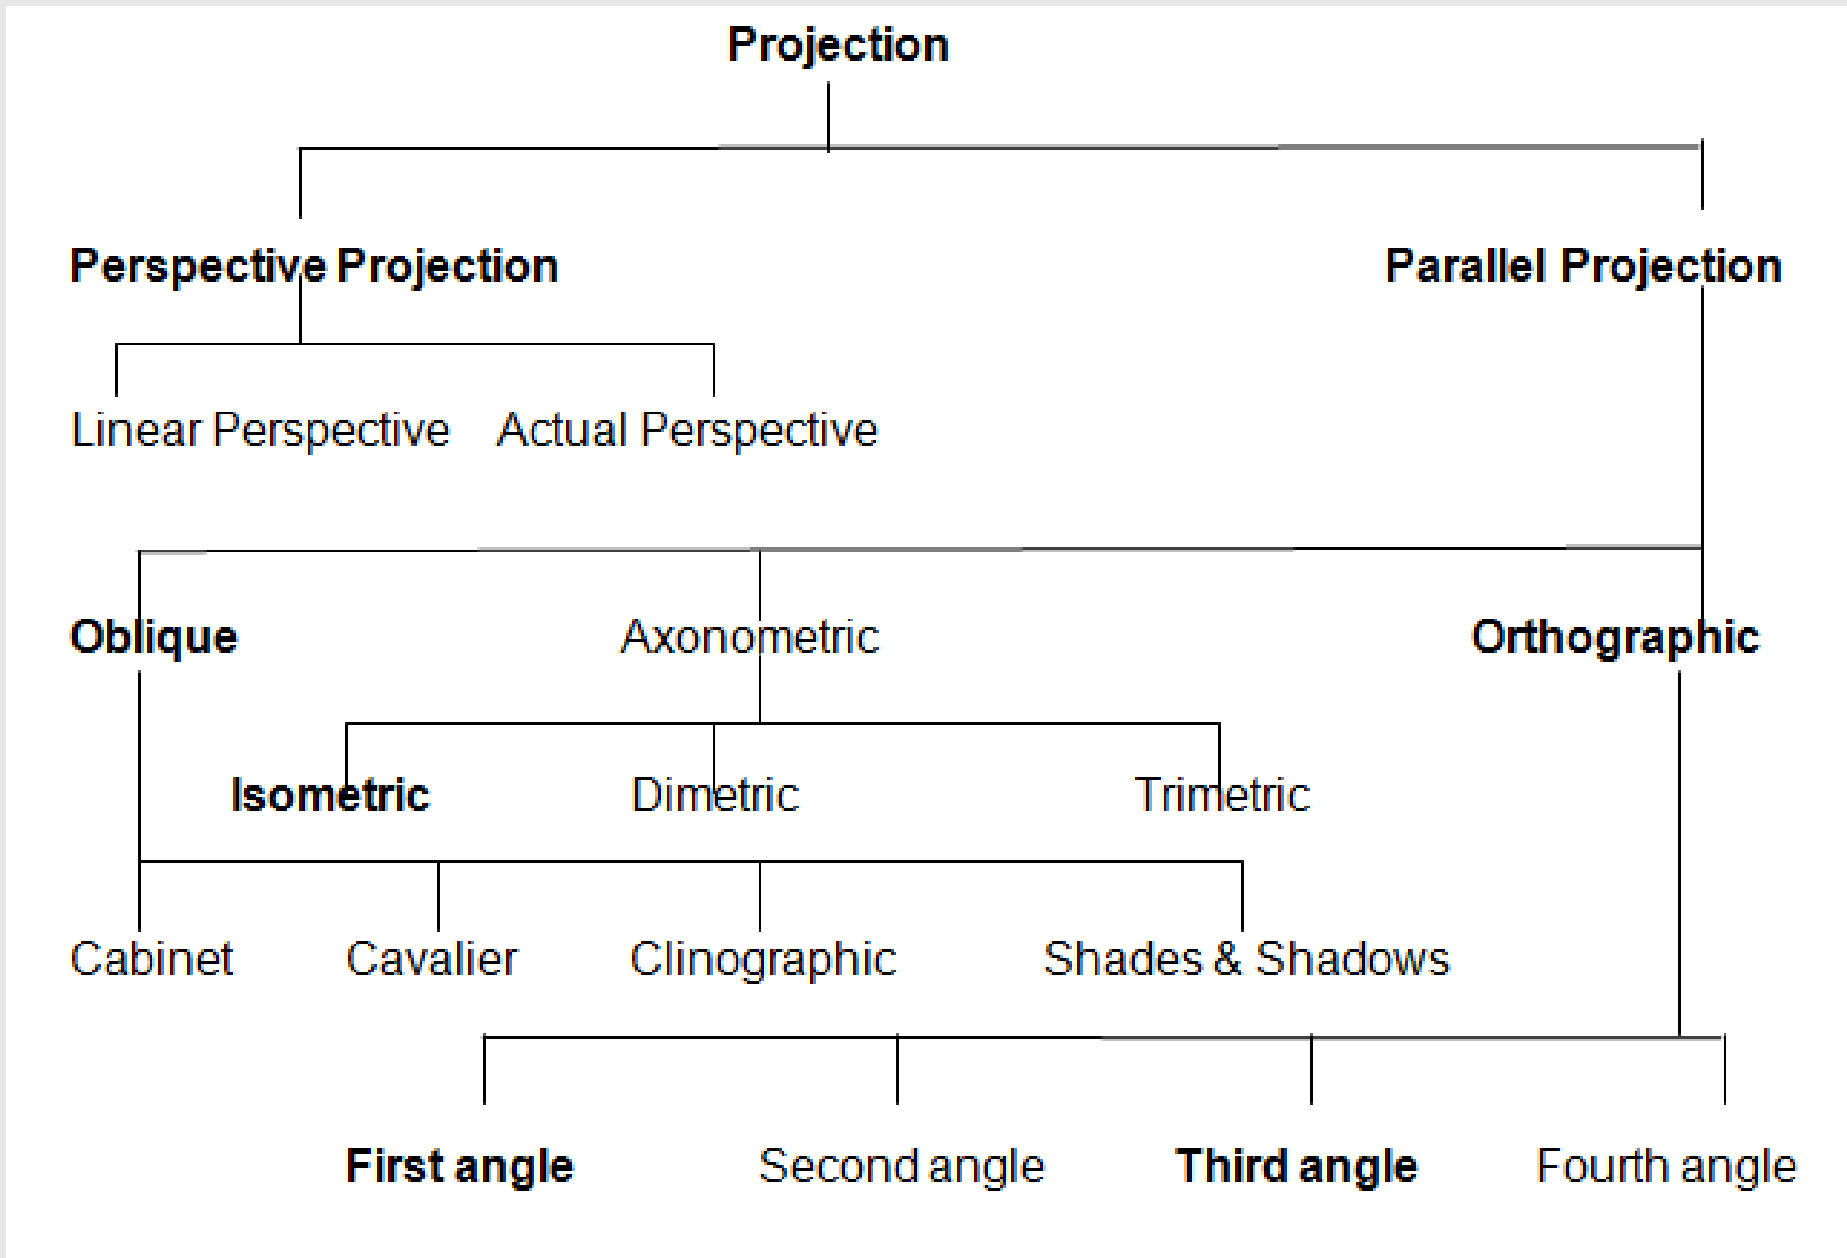 Projection
Perspective Projection Parallel Projection
Linear Perspective Actual Perspective
Oblique Axonometric Orthographic
Isometric Dimetric Trimetric
Cabinet Cavalier Clinographic Shades & Shadows
First angle Second angle Third angle Fourth angle